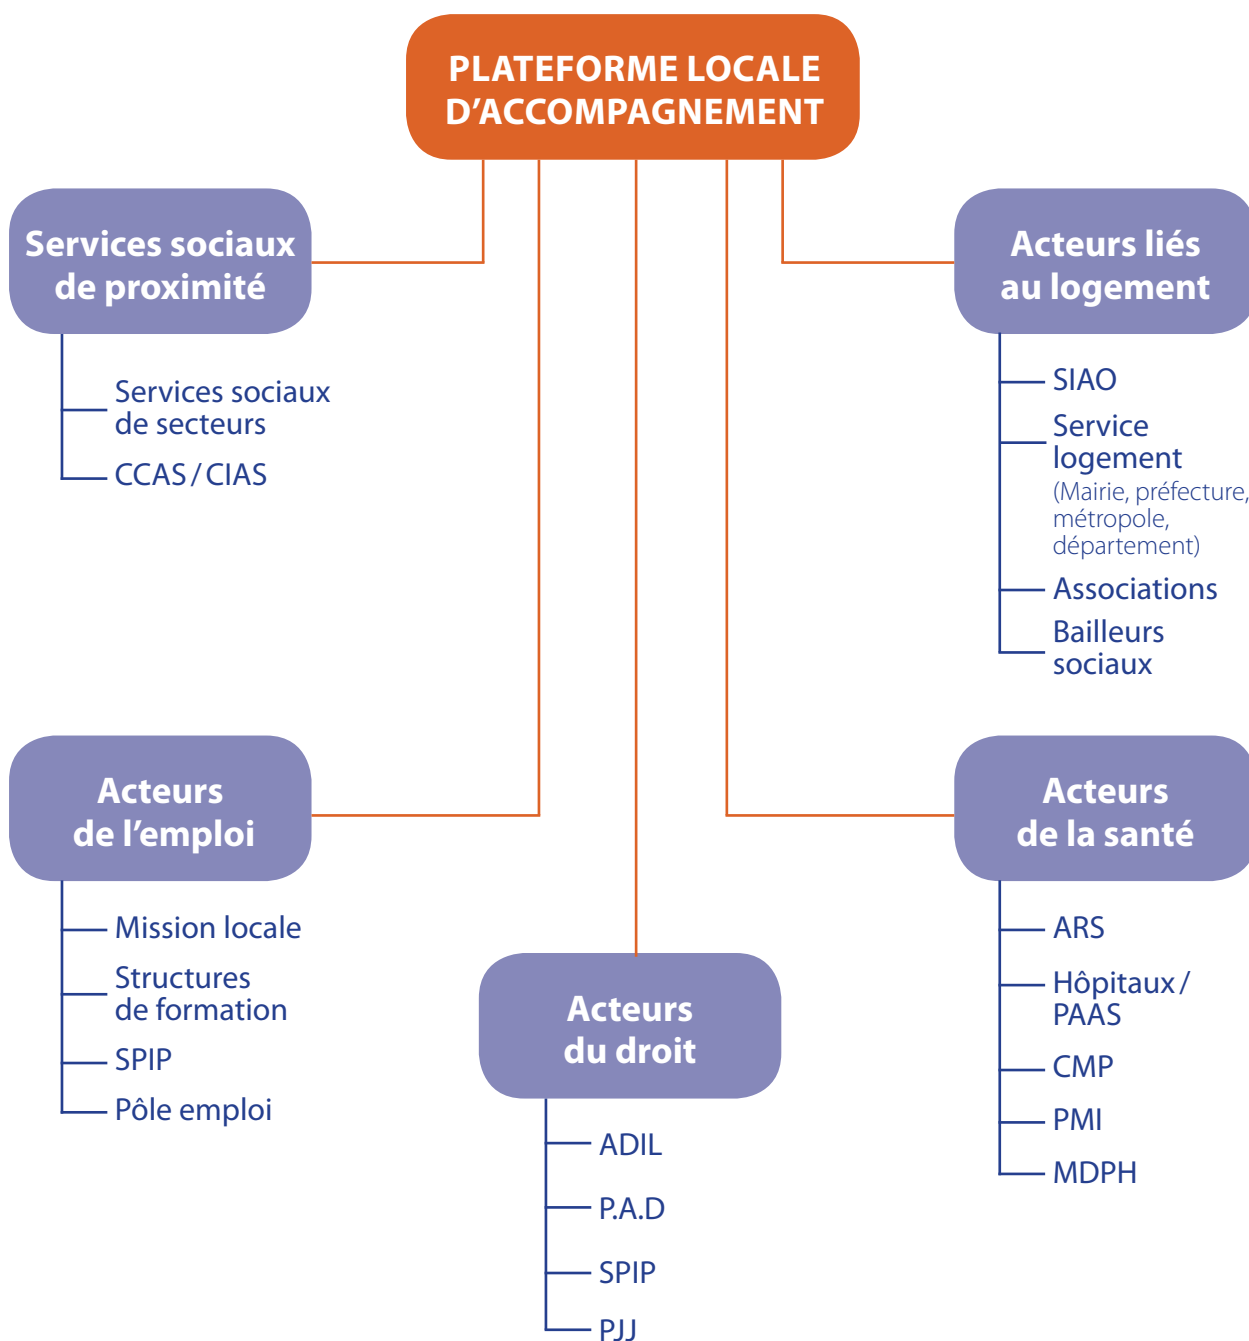 PLATEFORME LOCALE
D’ACCOMPAGNEMENT
Services sociaux
de proximité
Services sociaux
de secteurs
CCAS / CIAS
Acteurs liés
au logement
SIAO
Service
logement
(Mairie, préfecture,
métropole,
département)
Associations
Bailleurs
sociaux
Acteurs
de l’emploi
Mission locale
Structures
de formation
SPIP
Pôle emploi
Acteurs
du droit
ADIL
P.A.D
SPIP
PJJ
Acteurs
de la santé
ARS
Hôpitaux /
PAAS
CMP
PMI
MDPH